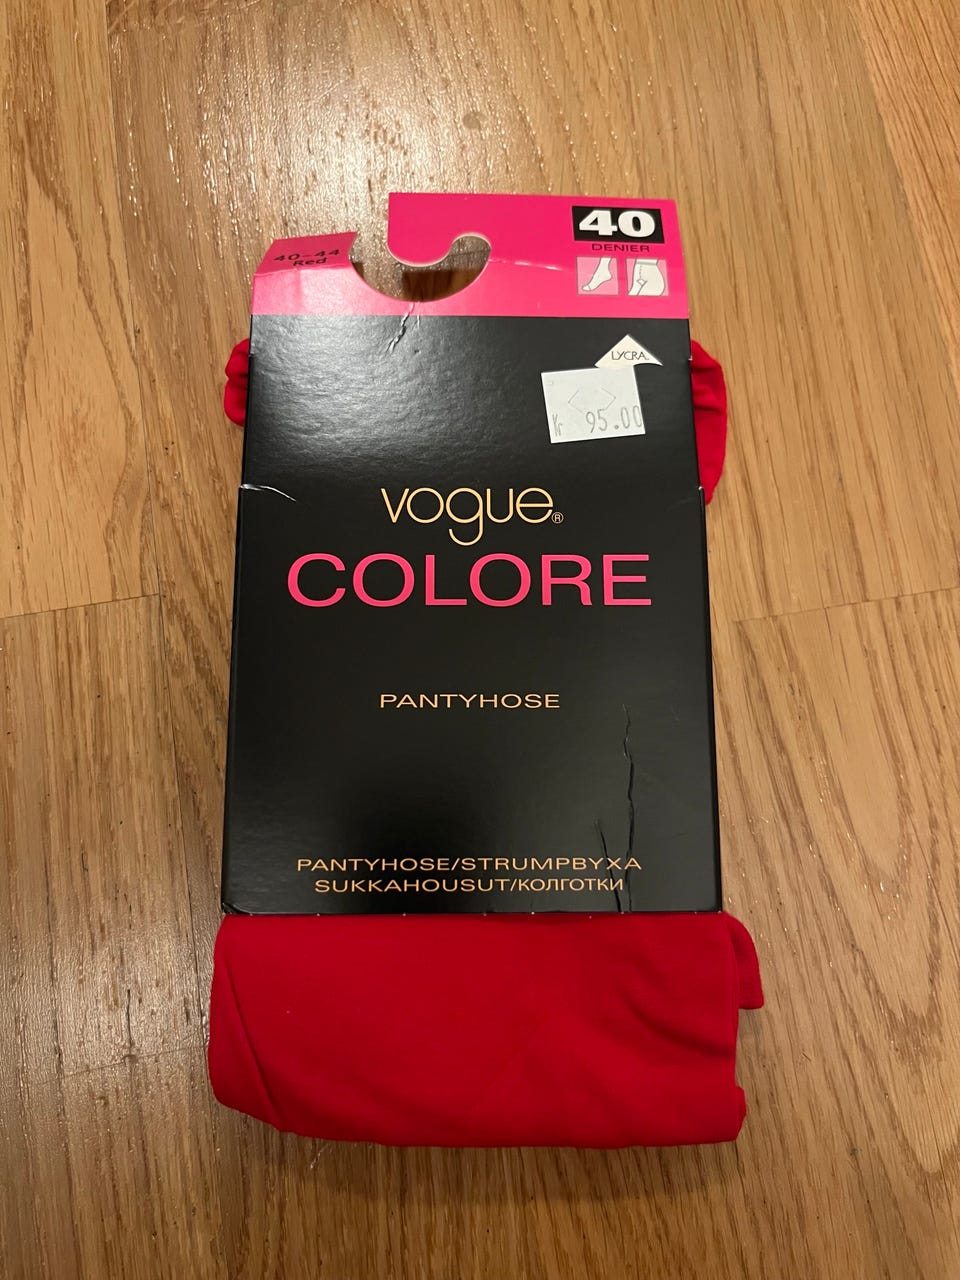 40
DENIER
40-44
Red
LYCRA®
Kr 95.00
vogue®
COLORE
PANTYHOSE
PANTYHOSE/STRUMPBYXA
SUKKAHOUSUT/КОЛГОТКИ